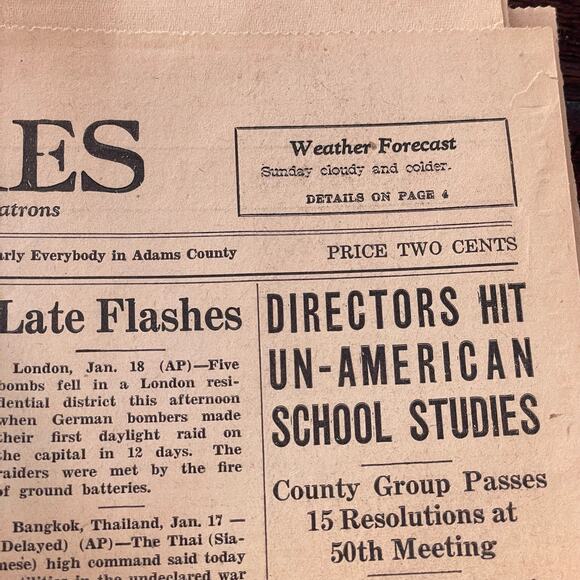 Weather Forecast
Sunday cloudy and colder.
DETAILS ON PAGE 4
Everybody in Adams County
PRICE TWO CENTS
Late Flashes
London, Jan. 18 (AP)—Five
bombs fell in a London resi-
dential district this afternoon
when German bombers made
their first daylight raid on
the capital in 12 days. The
raiders were met by the fire
of ground batteries.
Bangkok, Thailand, Jan. 17 —
(Delayed) (AP)—The Thai (Sia-
mese) high command said today
in the undeclared war
DIRECTORS HIT
UN-AMERICAN
SCHOOL STUDIES
County Group Passes
15 Resolutions at
50th Meeting